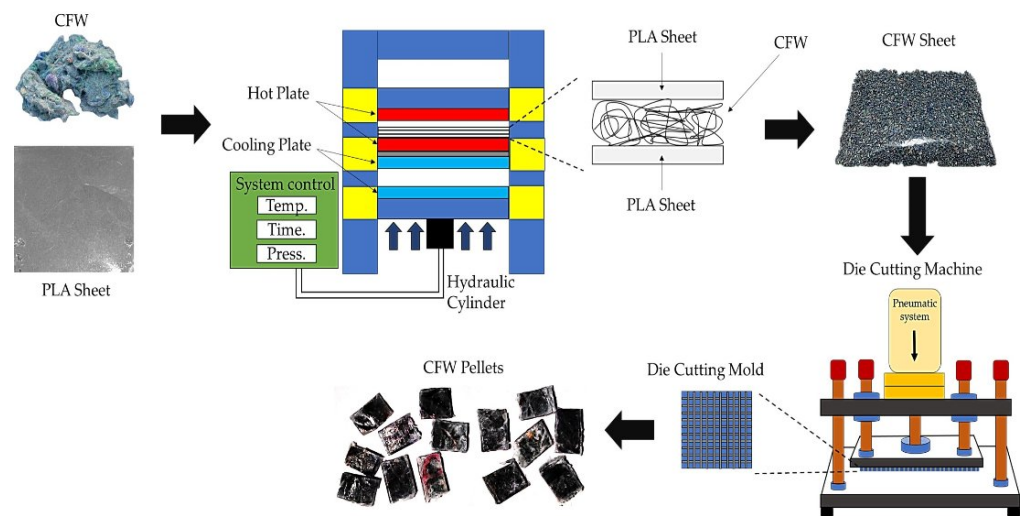 CFW
PLA Sheet
Hot Plate
Cooling Plate
System control
Temp.
Time.
Press.
Hydraulic
Cylinder
PLA Sheet
CFW
PLA Sheet
CFW Sheet
Die Cutting Machine
Pneumatic
system
Die Cutting Mold
CFW Pellets